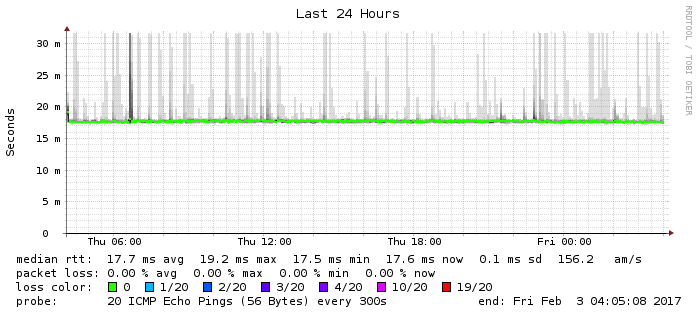 Last 24 Hours
RRDTOOL / TOBI OETIKER
Seconds
30 m
25 m
20 m
15 m
10 m
5 m
0
Thu 06:00 Thu 12:00 Thu 18:00 Fri 00:00
median rtt: 17.7 ms avg 19.2 ms max 17.5 ms min 17.6 ms now 0.1 ms sd 156.2 am/s
packet loss: 0.00 % avg 0.00 % max 0.00 % min 0.00 % now
loss color: 0 1/20 2/20 3/20 4/20 10/20 19/20
probe: 20 ICMP Echo Pings (56 Bytes) every 300s end: Fri Feb 3 04:05:08 2017